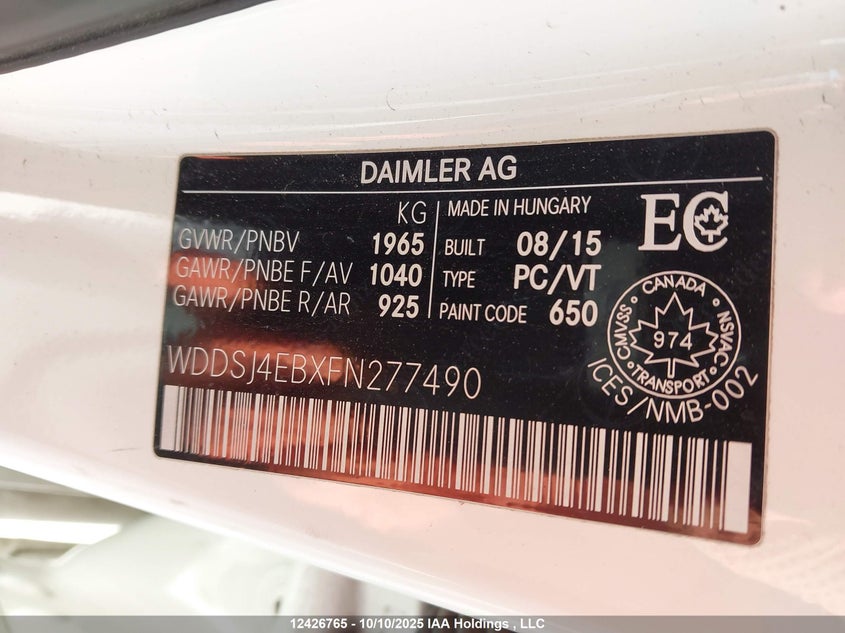 DAIMLER AG
KG
GVWR/PNBV 1965
GAWR/PNBE F/AV 1040
GAWR/PNBE R/AR 925
MADE IN HUNGARY
BUILT 08/15
TYPE PC/VT
PAINT CODE 650
EC
CANADA
CMVSS 974 NSVAC
TRANSPORT
ICES/NMB-002
WDDSJ4EBXFN277490
12426765 - 10/10/2025 IAA Holdings , LLC